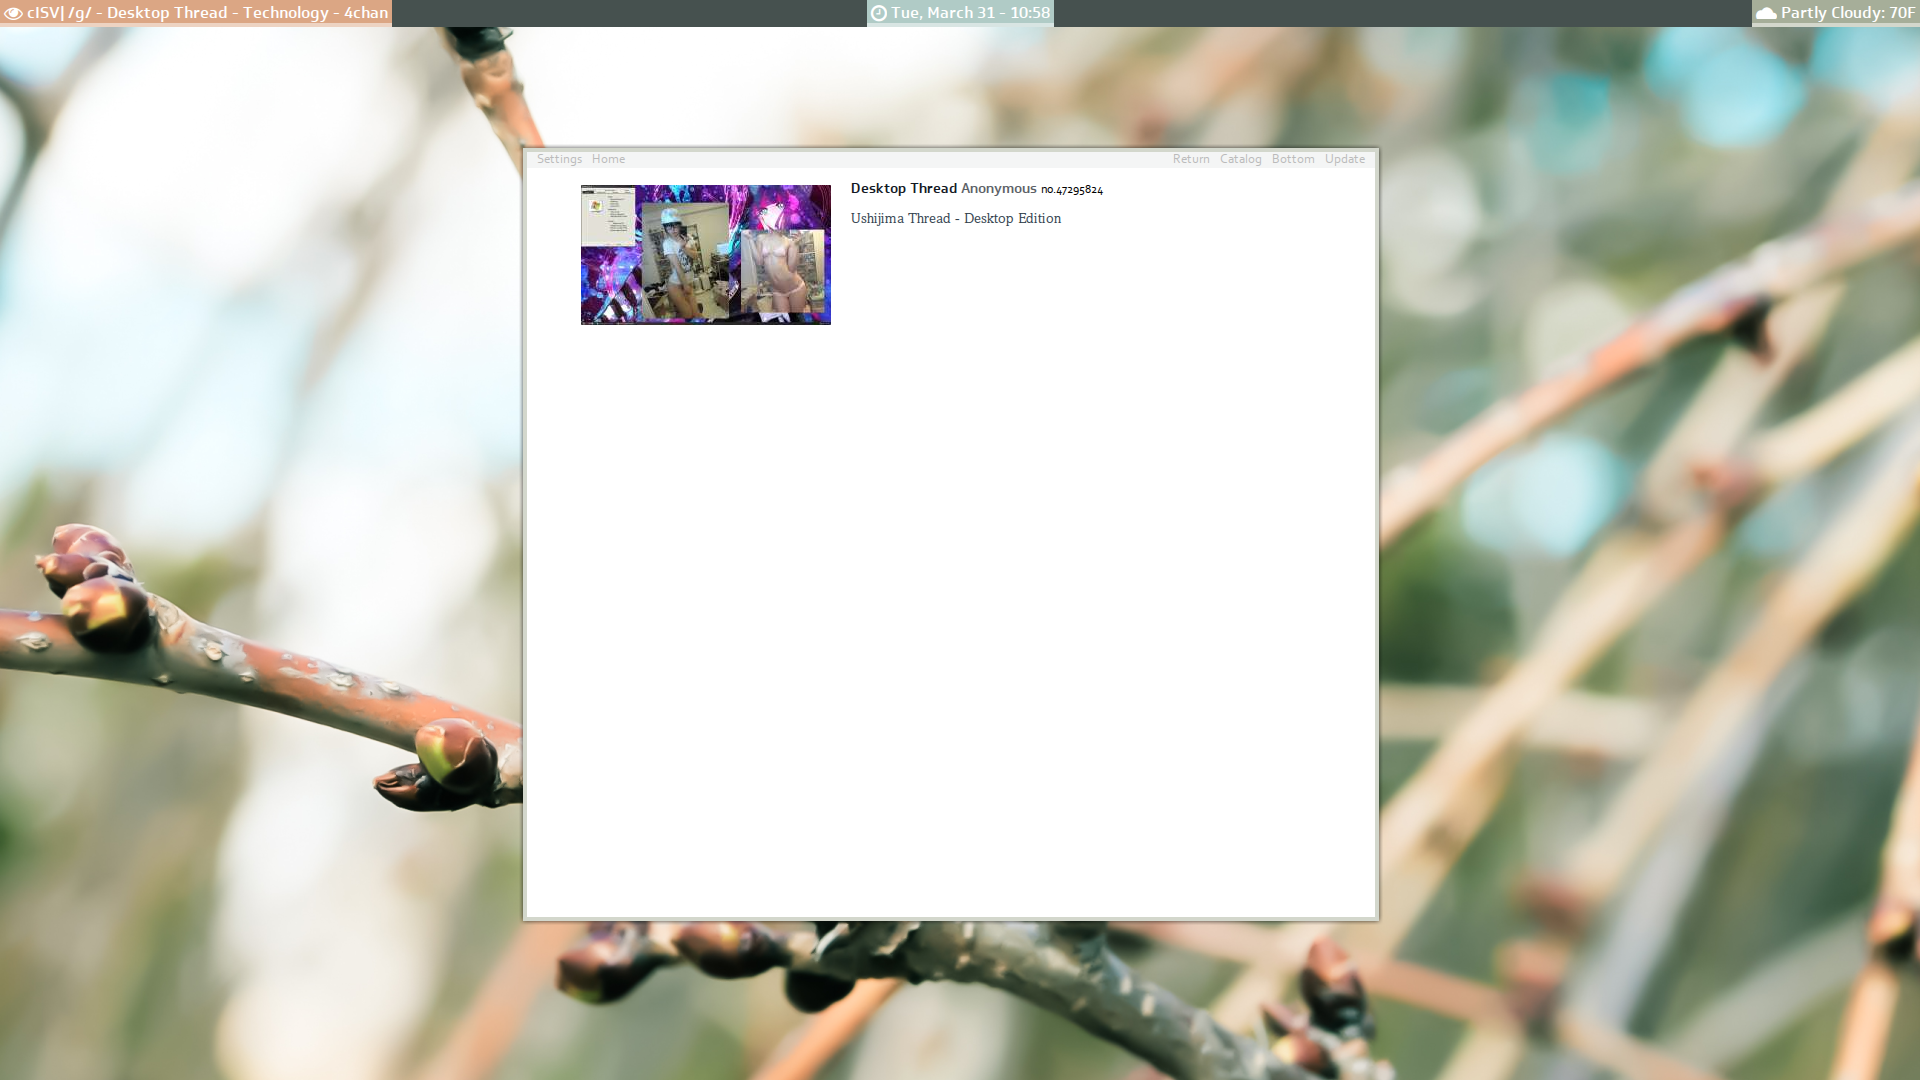 cISV| /g/ - Desktop Thread - Technology - 4chan
Tue, March 31 - 10:58
Partly Cloudy: 70F
Settings Home
Return Catalog Bottom Update
Desktop Thread Anonymous no.47295824
Ushijima Thread - Desktop Edition